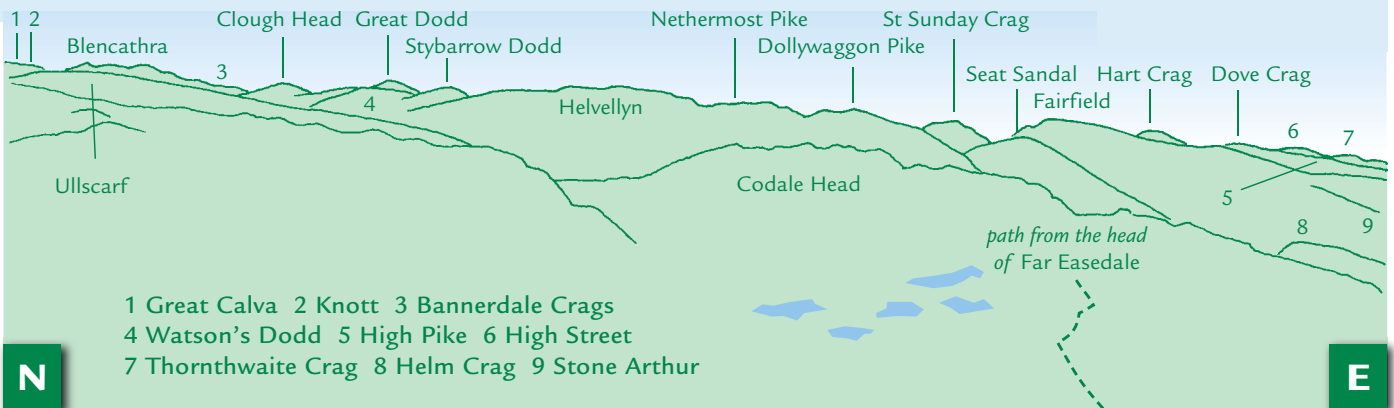 1 2
Clough Head
Great Dodd
Nethermost Pike
St Sunday Crag
Blencathra
Stybarrow Dodd
Dollywaggon Pike
3
Seat Sandal
Hart Crag
Dove Crag
4
Helvellyn
Fairfield
6
7
Ullscarf
Codale Head
5
8
9
path from the head
of Far Easedale
1 Great Calva 2 Knott 3 Bannerdale Crags
4 Watson's Dodd 5 High Pike 6 High Street
7 Thornthwaite Crag 8 Helm Crag 9 Stone Arthur
N
E